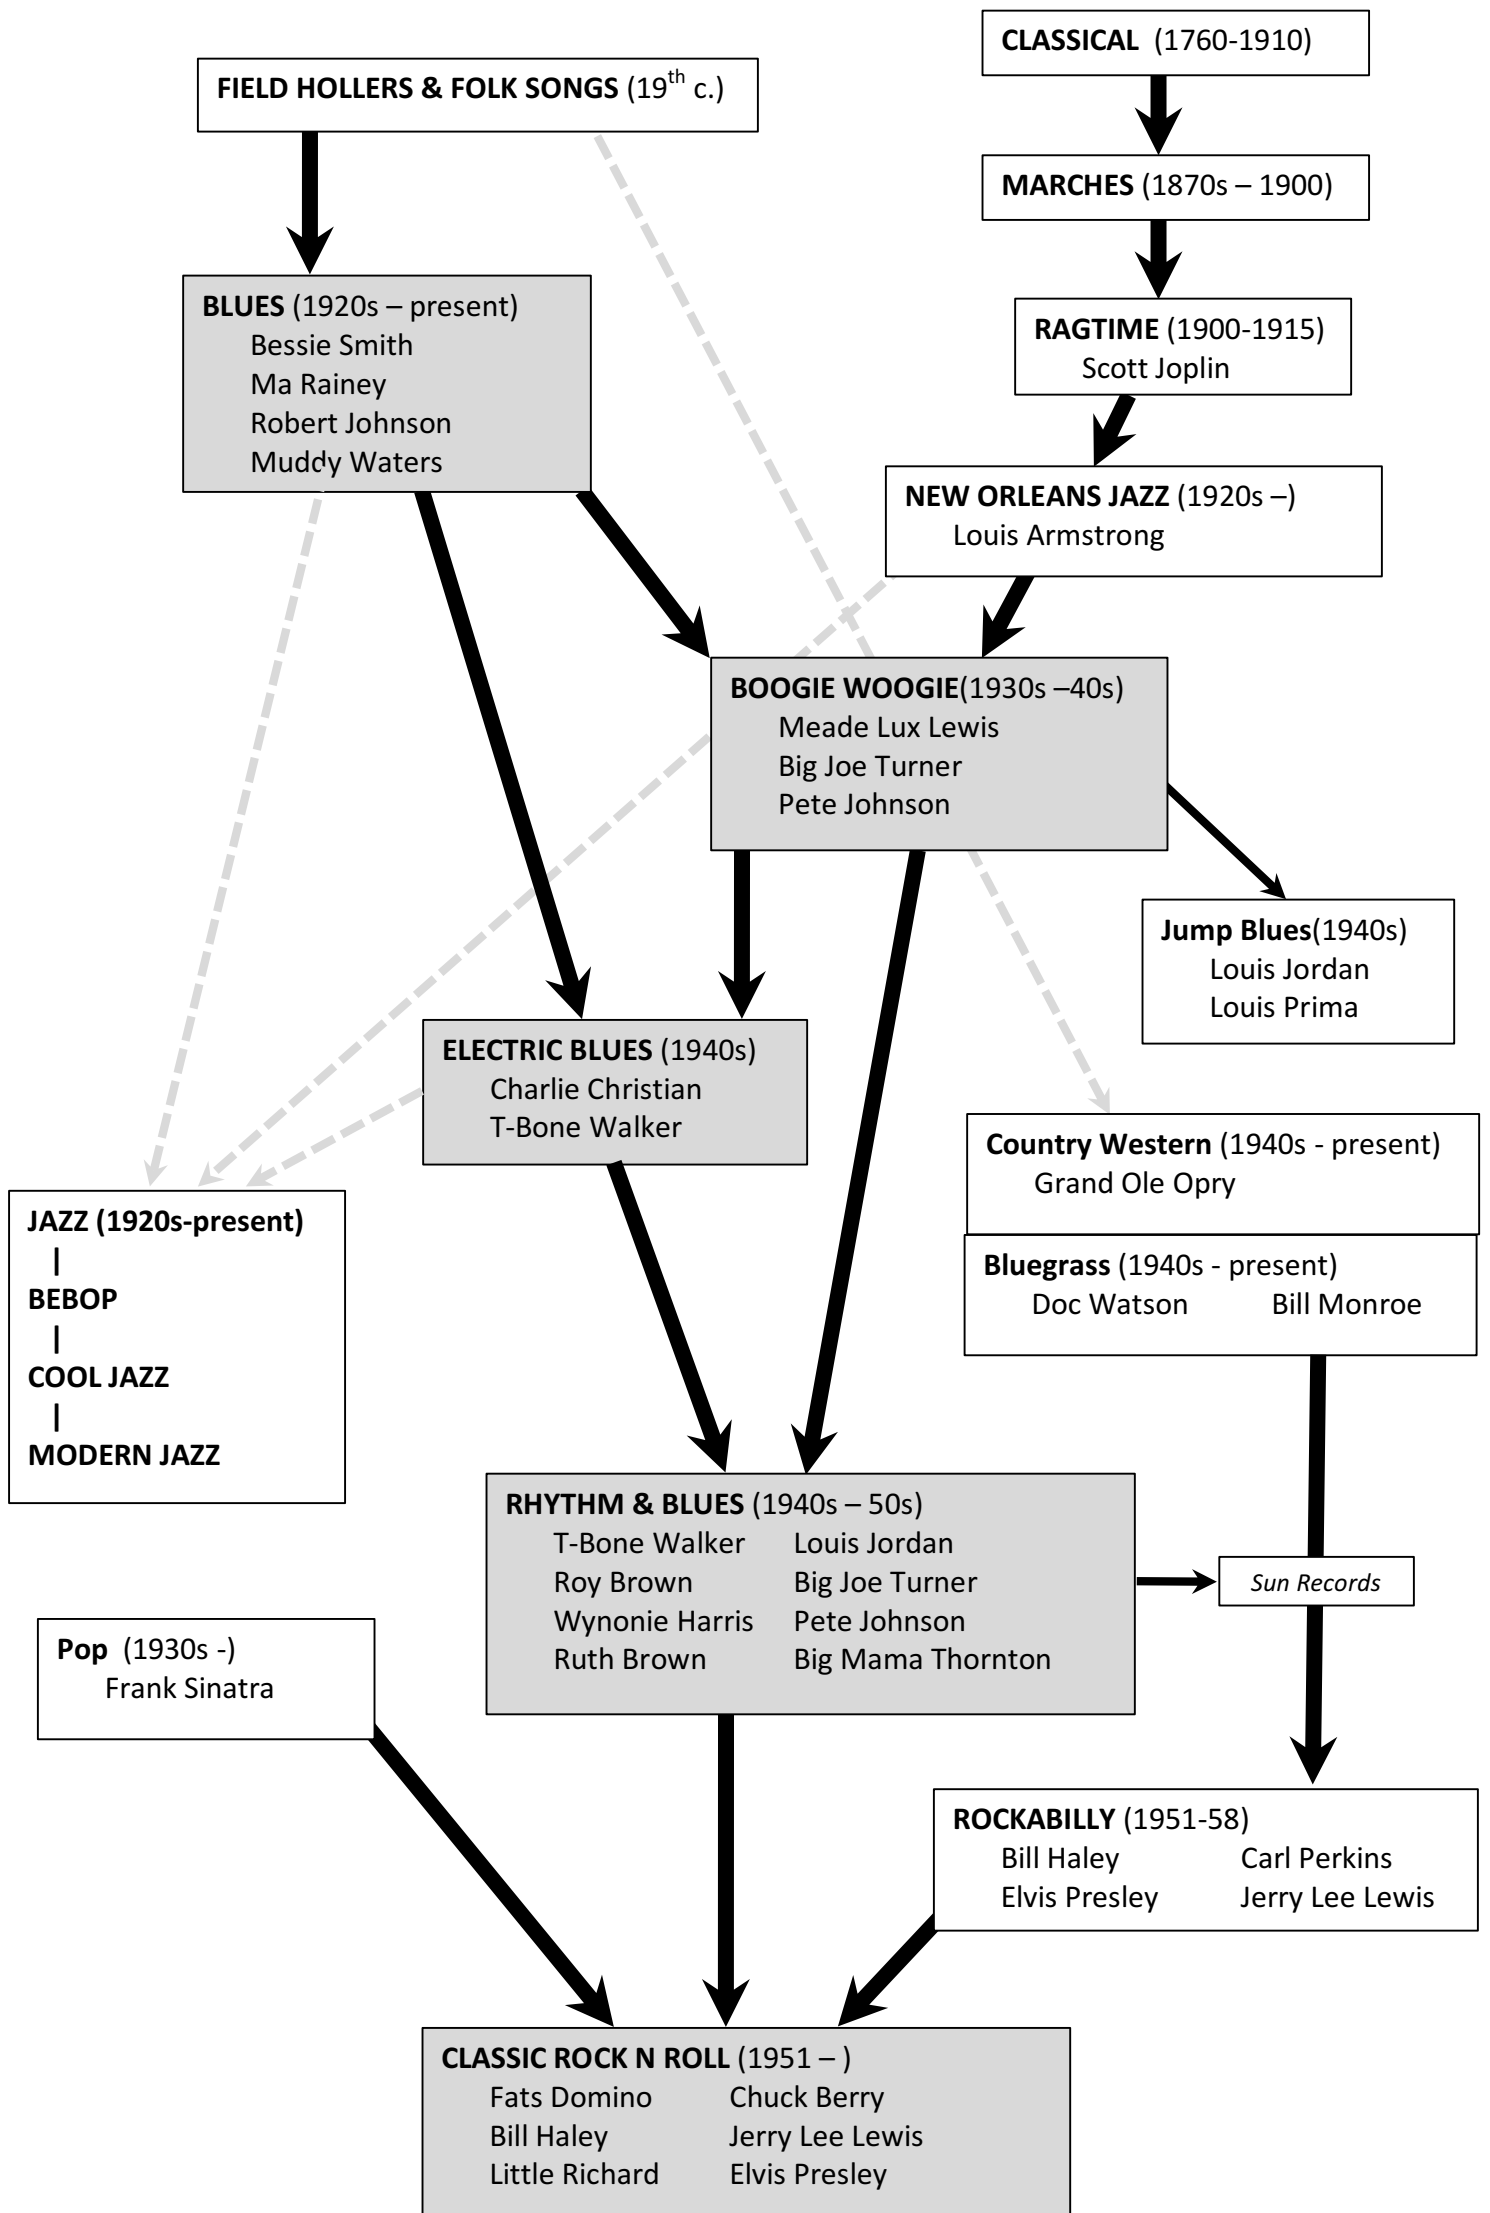 CLASSICAL (1760-1910)
FIELD HOLLERS & FOLK SONGS (19th c.)
MARCHES (1870s – 1900)
BLUES (1920s – present)
Bessie Smith
Ma Rainey
Robert Johnson
Muddy Waters
RAGTIME (1900-1915)
Scott Joplin
NEW ORLEANS JAZZ (1920s –)
Louis Armstrong
BOOGIE WOOGIE(1930s –40s)
Meade Lux Lewis
Big Joe Turner
Pete Johnson
Jump Blues(1940s)
Louis Jordan
Louis Prima
ELECTRIC BLUES (1940s)
Charlie Christian
T-Bone Walker
Country Western (1940s - present)
Grand Ole Opry
Bluegrass (1940s - present)
Doc Watson Bill Monroe
JAZZ (1920s-present)
|
BEBOP
|
COOL JAZZ
|
MODERN JAZZ
RHYTHM & BLUES (1940s – 50s)
T-Bone Walker Louis Jordan
Roy Brown Big Joe Turner
Wynonie Harris Pete Johnson
Ruth Brown Big Mama Thornton
Sun Records
Pop (1930s -)
Frank Sinatra
ROCKABILLY (1951-58)
Bill Haley Carl Perkins
Elvis Presley Jerry Lee Lewis
CLASSIC ROCK N ROLL (1951 – )
Fats Domino Chuck Berry
Bill Haley Jerry Lee Lewis
Little Richard Elvis Presley